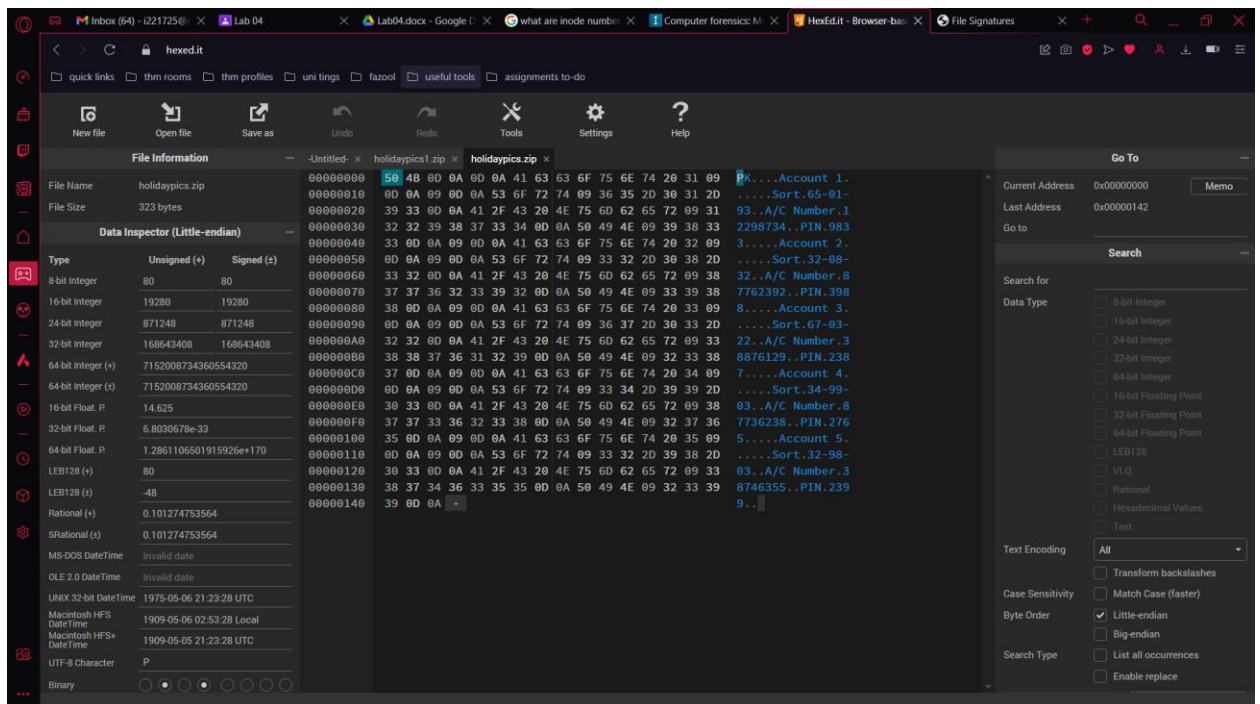 Inbox (64) - i221725@
Lab 04
Lab04.docx - Google D
what are inode number
Computer forensics: M
HexEd.it - Browser-bas
File Signatures
hexed.it
quick links
thm rooms
thm profiles
uni tings
fazool
useful tools
assignments to-do
New file
Open file
Save as
Undo
Redo
Tools
Settings
Help
File Information
-Untitled-
holidaypics1.zip
holidaypics.zip
File Name holidaypics.zip
File Size 323 bytes
Data Inspector (Little-endian)
Type Unsigned (+) Signed (±)
8-bit Integer 80 80
16-bit Integer 19280 19280
24-bit Integer 871248 871248
32-bit Integer 168643408 168643408
64-bit Integer (+) 7152008734360554320
64-bit Integer (±) 7152008734360554320
16-bit Float. P. 14.625
32-bit Float. P. 6.8030678e-33
64-bit Float. P. 1.2861106501915926e+170
LEB128 (+) 80
LEB128 (±) -48
Rational (+) 0.101274753564
SRational (±) 0.101274753564
MS-DOS DateTime Invalid date
OLE 2.0 DateTime Invalid date
UNIX 32-bit DateTime 1975-05-06 21:23:28 UTC
Macintosh HFS DateTime 1909-05-06 02:53:28 Local
Macintosh HFS+ DateTime 1909-05-05 21:23:28 UTC
UTF-8 Character P
Binary
00000000 50 4B 0D 0A 0D 0A 41 63 63 6F 75 6E 74 20 31 09 PK....Account 1.
00000010 0D 0A 09 0D 0A 53 6F 72 74 09 36 35 2D 30 31 2D .....Sort.65-01-
00000020 39 33 0D 0A 41 2F 43 20 4E 75 6D 62 65 72 09 31 93..A/C Number.1
00000030 32 32 39 38 37 33 34 0D 0A 50 49 4E 09 39 38 33 2298734..PIN.983
00000040 33 0D 0A 09 0D 0A 41 63 63 6F 75 6E 74 20 32 09 3.....Account 2.
00000050 0D 0A 09 0D 0A 53 6F 72 74 09 33 32 2D 30 38 2D .....Sort.32-08-
00000060 33 32 0D 0A 41 2F 43 20 4E 75 6D 62 65 72 09 38 32..A/C Number.8
00000070 37 37 36 32 33 39 32 0D 0A 50 49 4E 09 33 39 38 7762392..PIN.398
00000080 38 0D 0A 09 0D 0A 41 63 63 6F 75 6E 74 20 33 09 8.....Account 3.
00000090 0D 0A 09 0D 0A 53 6F 72 74 09 36 37 2D 30 33 2D .....Sort.67-03-
000000A0 32 32 0D 0A 41 2F 43 20 4E 75 6D 62 65 72 09 33 22..A/C Number.3
000000B0 38 38 37 36 31 32 39 0D 0A 50 49 4E 09 32 33 38 8876129..PIN.238
000000C0 37 0D 0A 09 0D 0A 41 63 63 6F 75 6E 74 20 34 09 7.....Account 4.
000000D0 0D 0A 09 0D 0A 53 6F 72 74 09 33 34 2D 39 39 2D .....Sort.34-99-
000000E0 30 33 0D 0A 41 2F 43 20 4E 75 6D 62 65 72 09 38 03..A/C Number.8
000000F0 37 37 33 36 32 33 38 0D 0A 50 49 4E 09 32 37 36 7736238..PIN.276
00000100 35 0D 0A 09 0D 0A 41 63 63 6F 75 6E 74 20 35 09 5.....Account 5.
00000110 0D 0A 09 0D 0A 53 6F 72 74 09 33 32 2D 39 38 2D .....Sort.32-98-
00000120 30 33 0D 0A 41 2F 43 20 4E 75 6D 62 65 72 09 33 03..A/C Number.3
00000130 38 37 34 36 33 35 35 0D 0A 50 49 4E 09 32 33 39 8746355..PIN.239
00000140 39 0D 0A + 9..
Go To
Current Address 0x00000000 Memo
Last Address 0x00000142
Go to
Search
Search for
Data Type 8-bit Integer
16-bit Integer
24-bit Integer
32-bit Integer
64-bit Integer
16-bit Floating Point
32-bit Floating Point
64-bit Floating Point
LEB128
VLQ
Rational
Hexadecimal Values
Text
Text Encoding All
Transform backslashes
Case Sensitivity Match Case (faster)
Byte Order Little-endian
Big-endian
Search Type List all occurrences
Enable replace